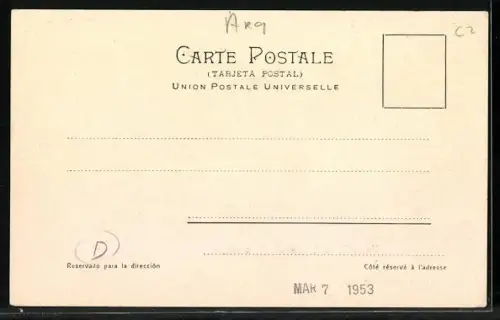 Arg
C2
CARTE POSTALE
(TARJETA POSTAL)
UNION POSTALE UNIVERSELLE
D
Reservado para la dirección
Côté réservé à l'adresse
MAR 7 1953